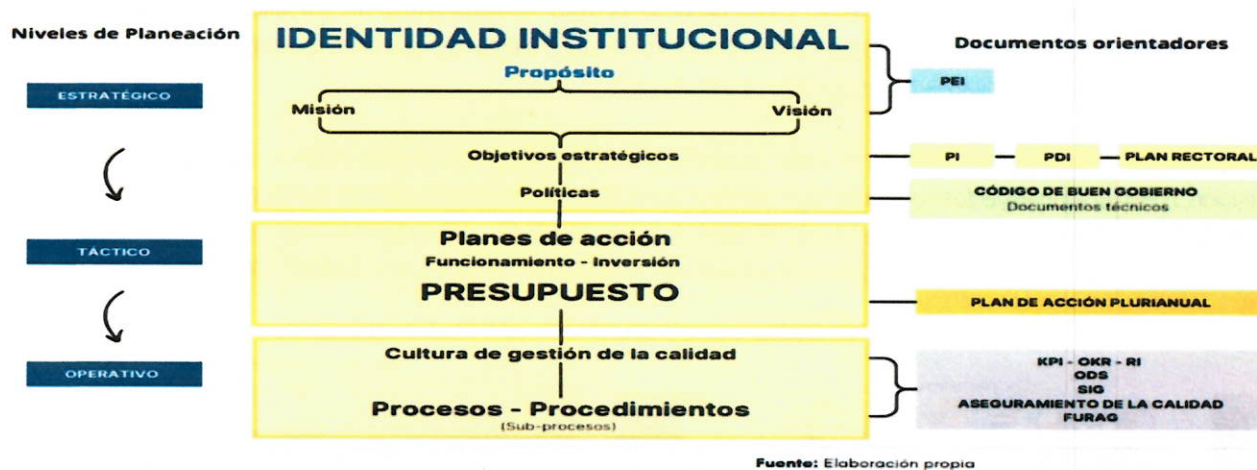 Niveles de Planeación
ESTRATÉGICO
TÁCTICO
OPERATIVO
IDENTIDAD INSTITUCIONAL
Propósito
Misión Visión
Objetivos estratégicos
Políticas
Planes de acción
Funcionamiento - Inversión
PRESUPUESTO
Cultura de gestión de la calidad
Procesos - Procedimientos
(Sub-procesos)
Documentos orientadores
PEI
PI PDI PLAN RECTORAL
CÓDIGO DE BUEN GOBIERNO
Documentos técnicos
PLAN DE ACCIÓN PLURIANUAL
KPI - OKR - RI
ODS
SIG
ASEGURAMIENTO DE LA CALIDAD
FURAG
Fuente: Elaboración propia